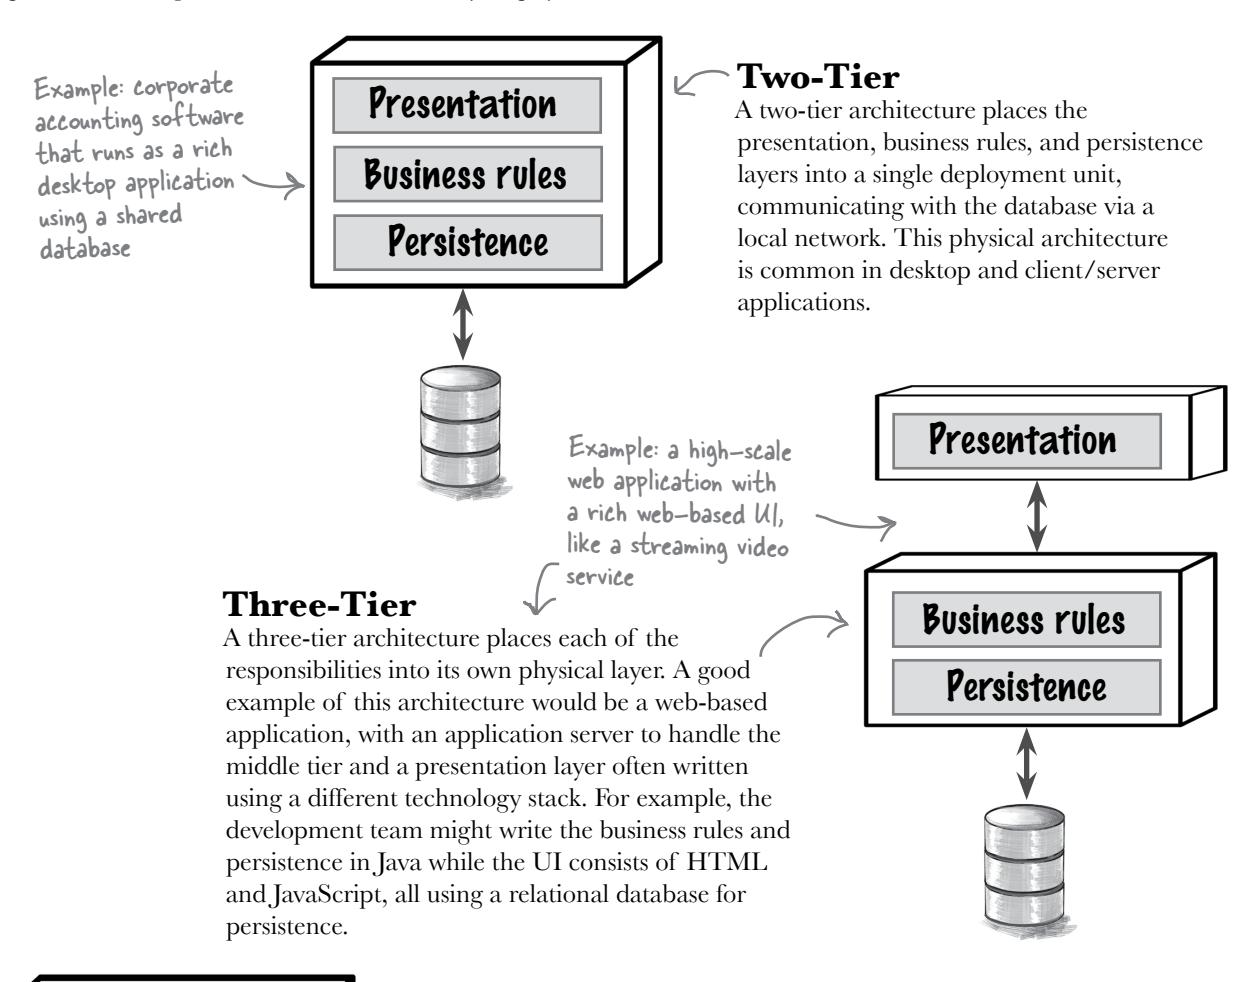 Example: corporate
accounting software
that runs as a rich
desktop application
using a shared
database
Presentation
Business rules
Persistence
Two-Tier
A two-tier architecture places the
presentation, business rules, and persistence
layers into a single deployment unit,
communicating with the database via a
local network. This physical architecture
is common in desktop and client/server
applications.
Example: a high-scale
web application with
a rich web-based UI,
like a streaming video
service
Presentation
Business rules
Persistence
Three-Tier
A three-tier architecture places each of the
responsibilities into its own physical layer. A good
example of this architecture would be a web-based
application, with an application server to handle the
middle tier and a presentation layer often written
using a different technology stack. For example, the
development team might write the business rules and
persistence in Java while the UI consists of HTML
and JavaScript, all using a relational database for
persistence.